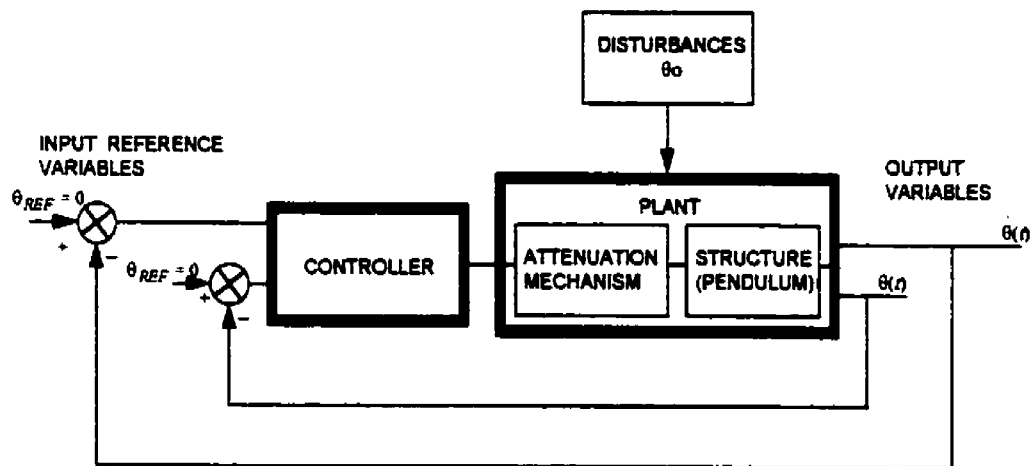 DISTURBANCES
θo
INPUT REFERENCE
VARIABLES
OUTPUT
VARIABLES
PLANT
θREF = 0
+
−
θ(t)
CONTROLLER
ATTENUATION
MECHANISM
STRUCTURE
(PENDULUM)
θREF = 0
+
−
θ(t)